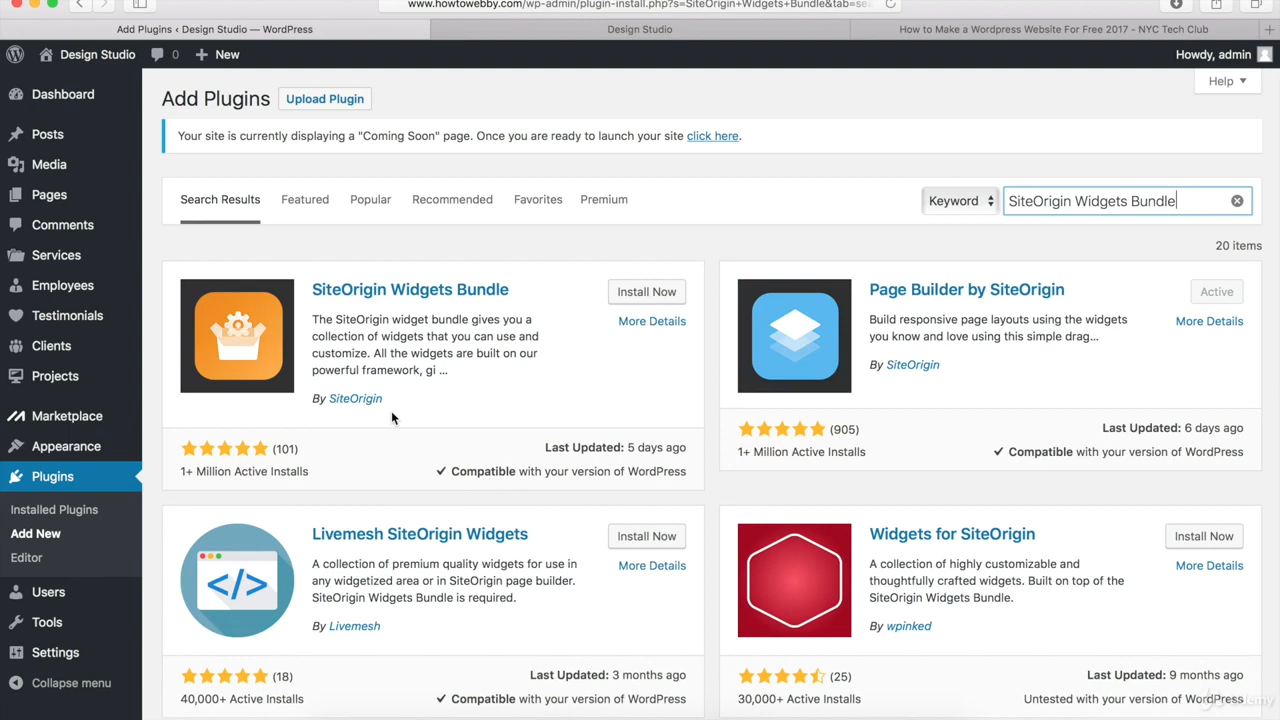 www.howtowebby.com/wp-admin/plugin-install.php?s=SiteOrigin+Widgets+Bundle&tab=sea
Add Plugins ‹ Design Studio — WordPress
Design Studio
How to Make a Wordpress Website For Free 2017 - NYC Tech Club
Design Studio
0
New
Howdy, admin
Dashboard
Posts
Media
Pages
Comments
Services
Employees
Testimonials
Clients
Projects
Marketplace
Appearance
Plugins
Installed Plugins
Add New
Editor
Users
Tools
Settings
Collapse menu
Help
Add Plugins
Upload Plugin
Your site is currently displaying a "Coming Soon" page. Once you are ready to launch your site click here.
Search Results Featured Popular Recommended Favorites Premium
Keyword
SiteOrigin Widgets Bundle
20 items
SiteOrigin Widgets Bundle
Install Now
More Details
The SiteOrigin widget bundle gives you a
collection of widgets that you can use and
customize. All the widgets are built on our
powerful framework, gi ...
By SiteOrigin
(101)
1+ Million Active Installs
Last Updated: 5 days ago
Compatible with your version of WordPress
Page Builder by SiteOrigin
Active
More Details
Build responsive page layouts using the widgets
you know and love using this simple drag...
By SiteOrigin
(905)
1+ Million Active Installs
Last Updated: 6 days ago
Compatible with your version of WordPress
Livemesh SiteOrigin Widgets
Install Now
More Details
A collection of premium quality widgets for use in
any widgetized area or in SiteOrigin page builder.
SiteOrigin Widgets Bundle is required.
By Livemesh
(18)
40,000+ Active Installs
Last Updated: 3 months ago
Compatible with your version of WordPress
Widgets for SiteOrigin
Install Now
More Details
A collection of highly customizable and
thoughtfully crafted widgets. Built on top of the
SiteOrigin Widgets Bundle.
By wpinked
(25)
30,000+ Active Installs
Last Updated: 9 months ago
Untested with your version of WordPress